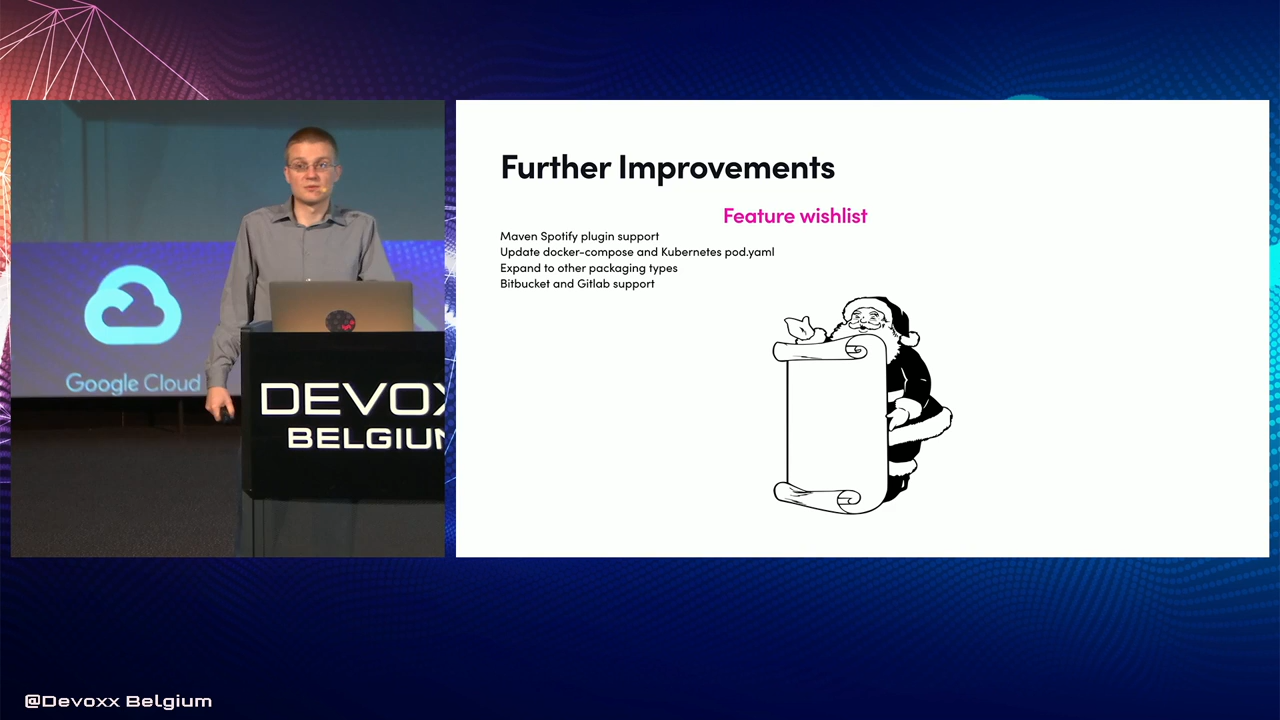 Further Improvements
Feature wishlist
Maven Spotify plugin support
Update docker-compose and Kubernetes pod.yaml
Expand to other packaging types
Bitbucket and Gitlab support
Google Cloud
DEVOX
BELGIUM
@Devoxx Belgium